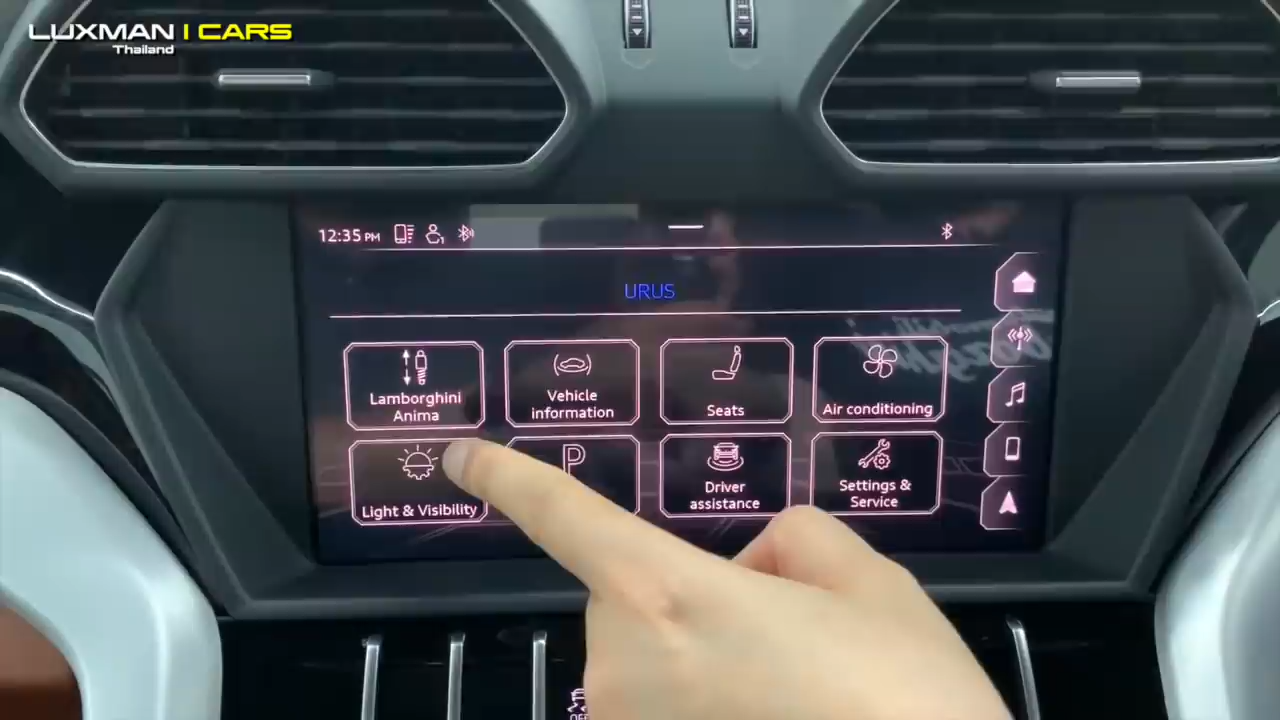 LUXMAN | CARS
Thailand
12:35 PM
URUS
Lamborghini
Anima
Vehicle
information
Seats
Air conditioning
Light & Visibility
P
Driver
assistance
Settings &
Service
OFF